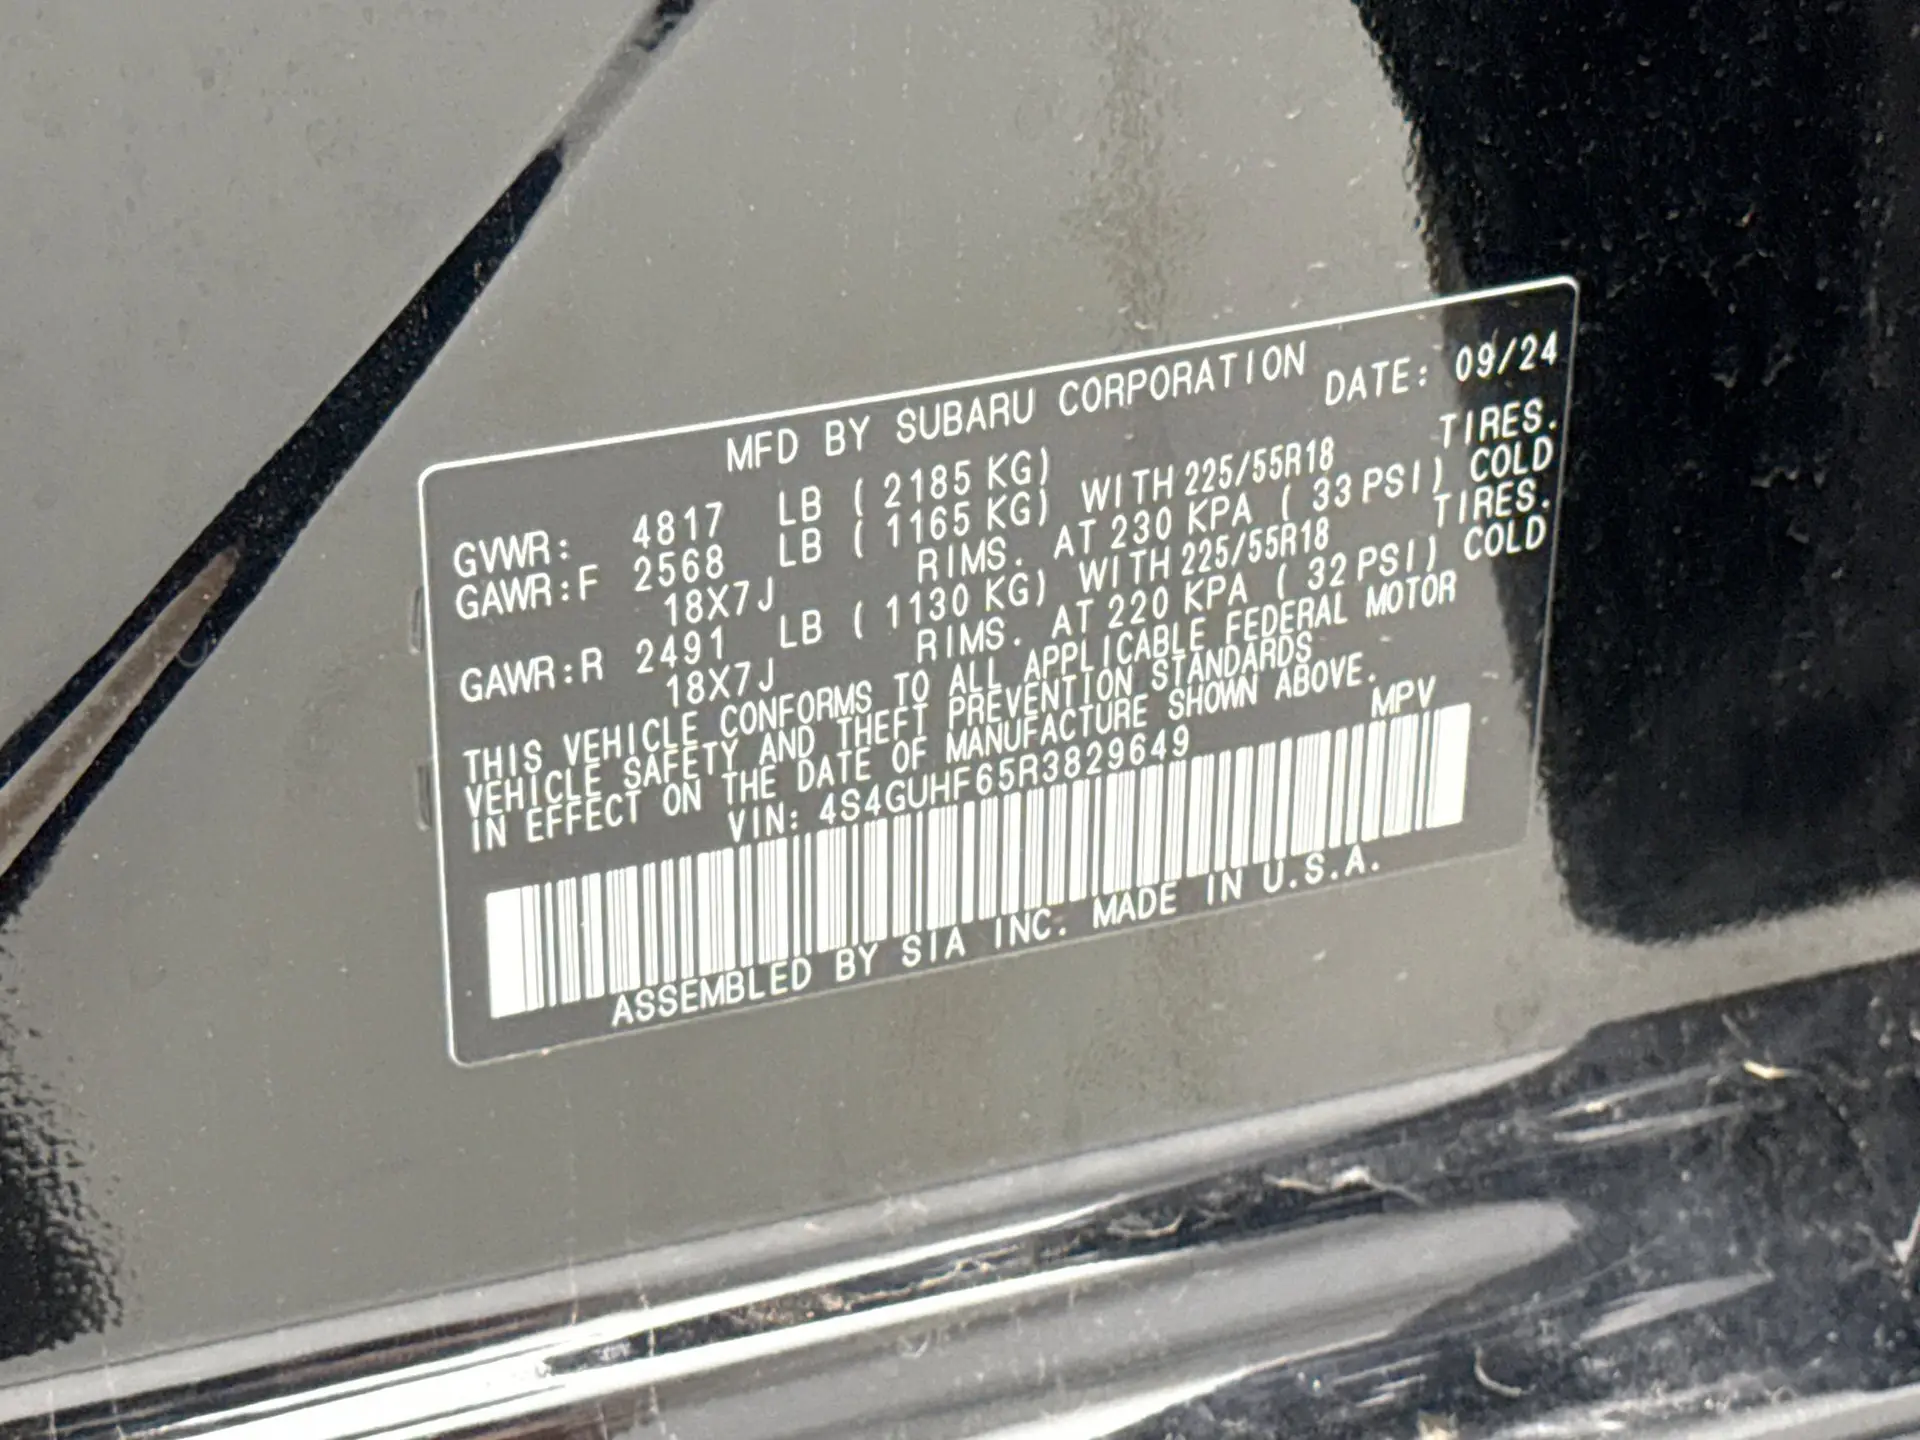 MFD BY SUBARU CORPORATION
DATE: 09/24
GVWR: 4817 LB ( 2185 KG)
GAWR:F 2568 LB ( 1165 KG) WITH 225/55R18 TIRES.
18X7J RIMS. AT 230 KPA ( 33 PSI) COLD
GAWR:R 2491 LB ( 1130 KG) WITH 225/55R18 TIRES.
18X7J RIMS. AT 220 KPA ( 32 PSI) COLD
THIS VEHICLE CONFORMS TO ALL APPLICABLE FEDERAL MOTOR
VEHICLE SAFETY AND THEFT PREVENTION STANDARDS
IN EFFECT ON THE DATE OF MANUFACTURE SHOWN ABOVE.
VIN: 4S4GUHF65R3829649 MPV
ASSEMBLED BY SIA INC. MADE IN U.S.A.